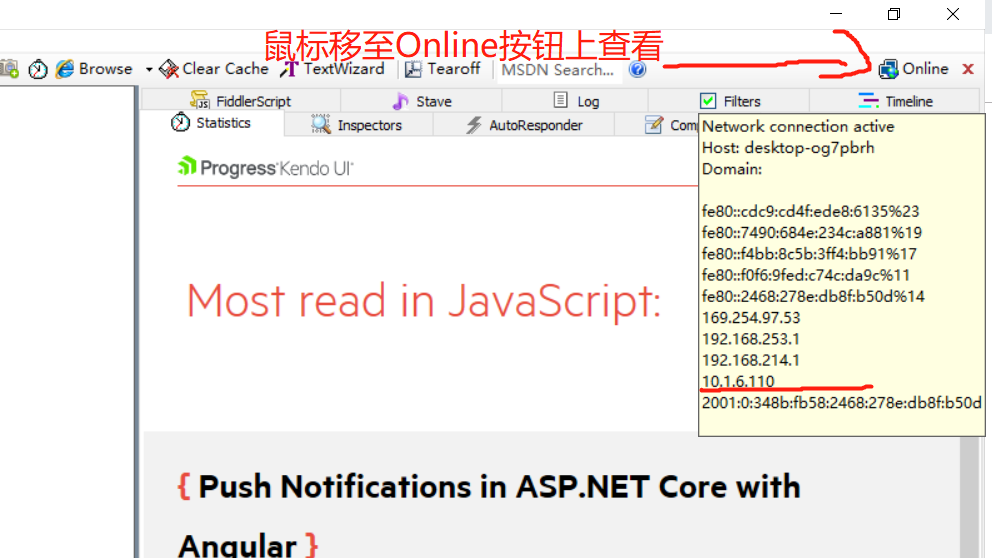 鼠标移至Online按钮上查看
Browse Clear Cache TextWizard Tearoff MSDN Search... Online x
FiddlerScript Stave Log Filters Timeline
Statistics Inspectors AutoResponder
Network connection active
Host: desktop-og7pbrh
Domain:
fe80::cdc9:cd4f:ede8:6135%23
fe80::7490:684e:234c:a881%19
fe80::f4bb:8c5b:3ff4:bb91%17
fe80::f0f6:9fed:c74c:da9c%11
fe80::2468:278e:db8f:b50d%14
169.254.97.53
192.168.253.1
192.168.214.1
10.1.6.110
2001:0:348b:fb58:2468:278e:db8f:b50d
Progress Kendo UI
Most read in JavaScript:
{ Push Notifications in ASP.NET Core with
Angular }